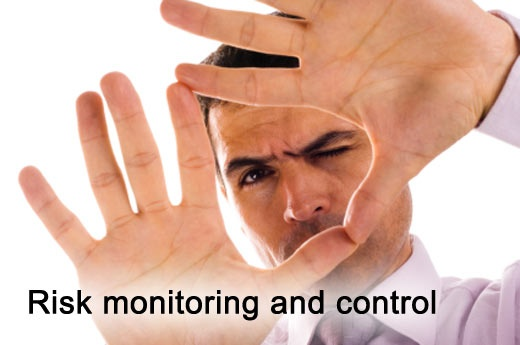 Risk monitoring and control